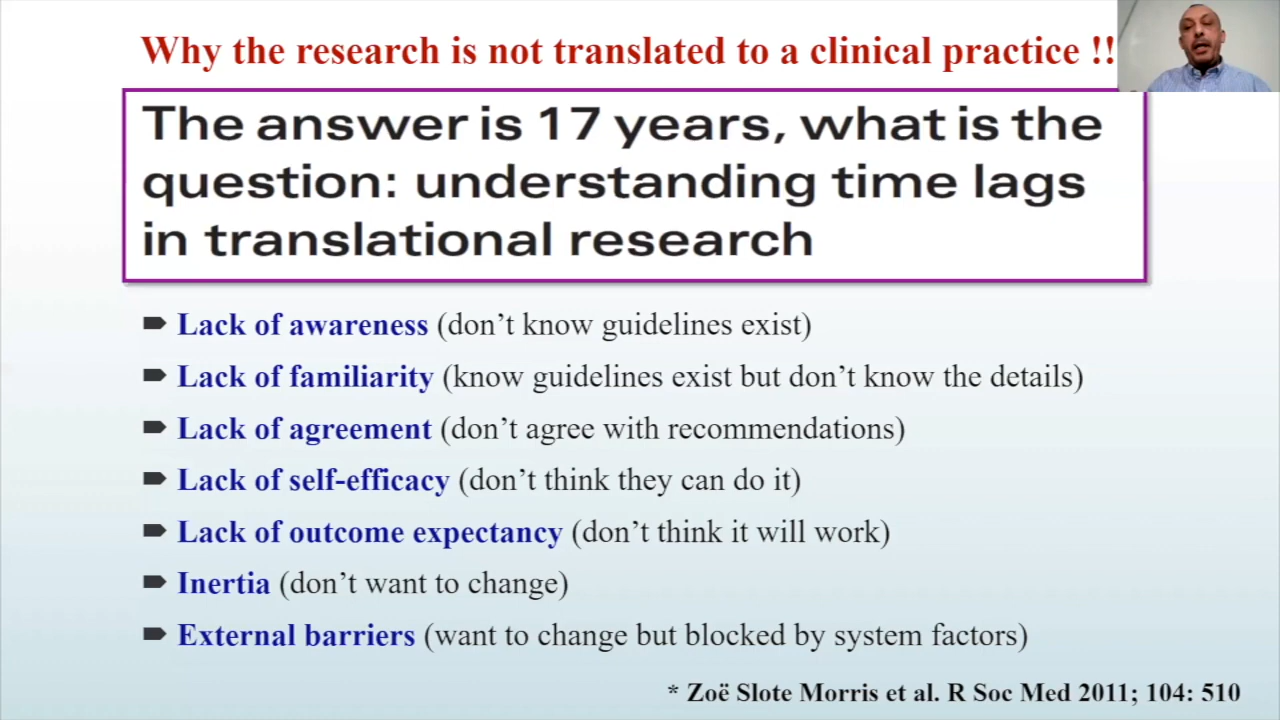 Why the research is not translated to a clinical practice !!
The answer is 17 years, what is the
question: understanding time lags
in translational research
Lack of awareness (don't know guidelines exist)
Lack of familiarity (know guidelines exist but don't know the details)
Lack of agreement (don't agree with recommendations)
Lack of self-efficacy (don't think they can do it)
Lack of outcome expectancy (don't think it will work)
Inertia (don't want to change)
External barriers (want to change but blocked by system factors)
* Zoë Slote Morris et al. R Soc Med 2011; 104: 510